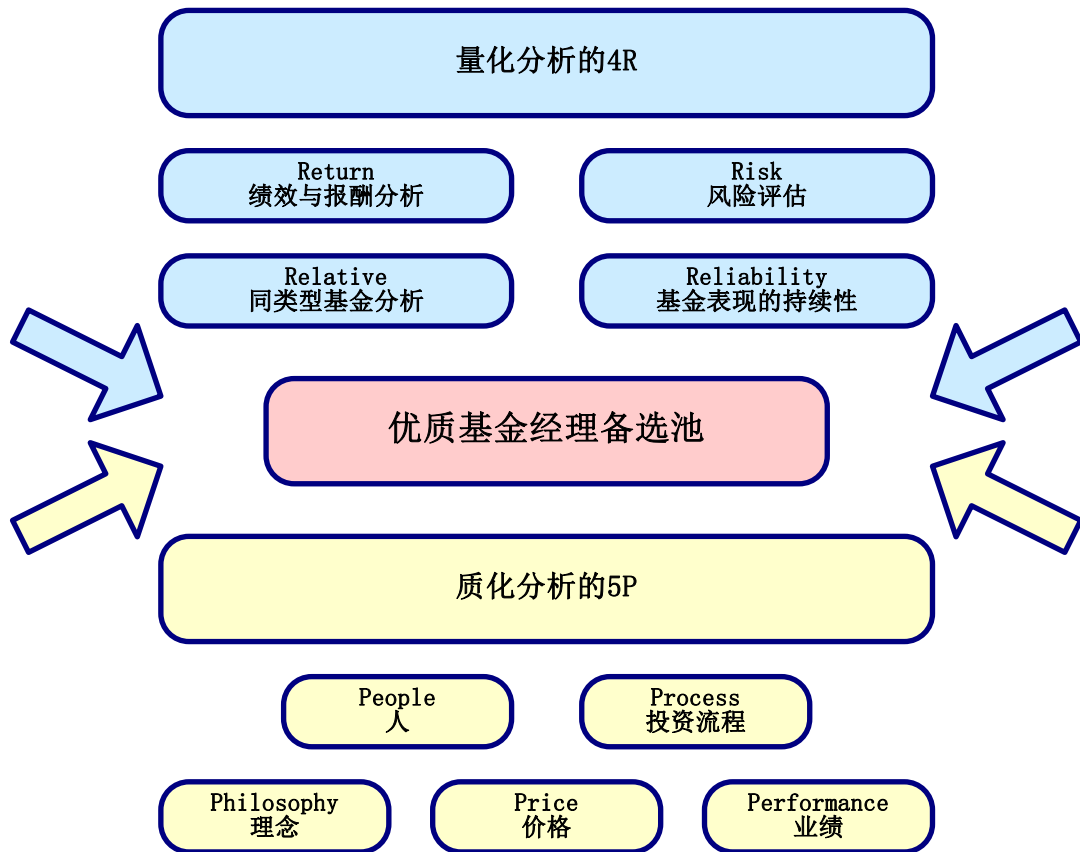 量化分析的4R
Return
绩效与报酬分析
Risk
风险评估
Relative
同类型基金分析
Reliability
基金表现的持续性
优质基金经理备选池
质化分析的5P
People
人
Process
投资流程
Philosophy
理念
Price
价格
Performance
业绩